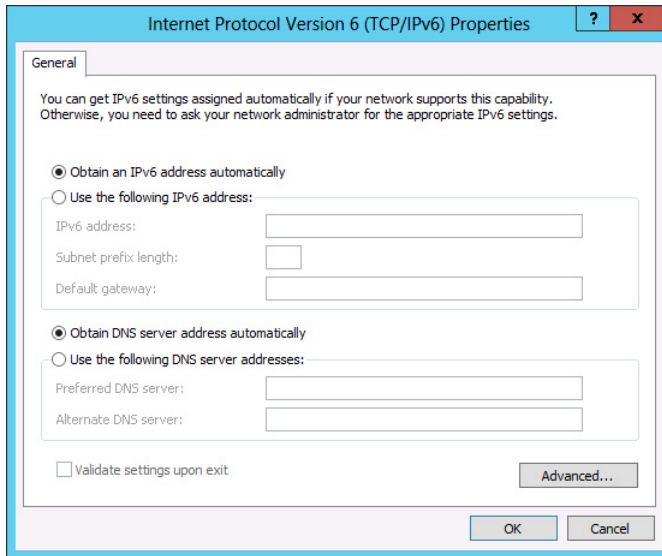 Internet Protocol Version 6 (TCP/IPv6) Properties
?
x
General
You can get IPv6 settings assigned automatically if your network supports this capability.
Otherwise, you need to ask your network administrator for the appropriate IPv6 settings.
Obtain an IPv6 address automatically
Use the following IPv6 address:
IPv6 address:
Subnet prefix length:
Default gateway:
Obtain DNS server address automatically
Use the following DNS server addresses:
Preferred DNS server:
Alternate DNS server:
Validate settings upon exit
Advanced...
OK
Cancel